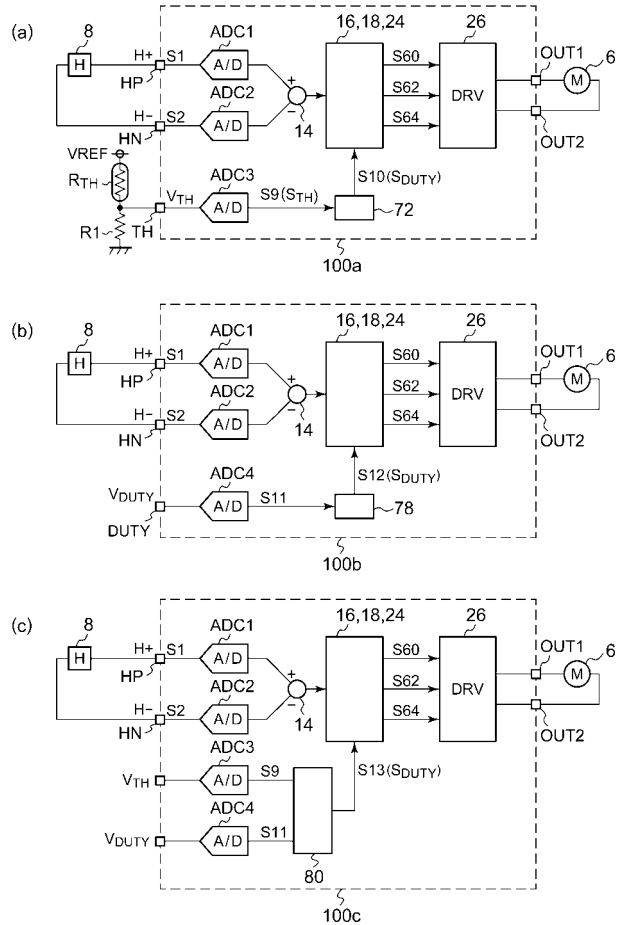 (a)
8
H+
S1
ADC1
A/D
H
HP
ADC2
H−
S2
A/D
HN
+
−
14
16,18,24
S60
S62
S64
26
DRV
OUT1
6
M
OUT2
VREF
RTH
R1
TH
VTH
ADC3
A/D
S9(STH)
S10(SDUTY)
72
100a
(b)
8
H+
S1
ADC1
A/D
H
HP
ADC2
H−
S2
A/D
HN
+
−
14
16,18,24
S60
S62
S64
26
DRV
OUT1
6
M
OUT2
VDUTY
DUTY
ADC4
A/D
S11
S12(SDUTY)
78
100b
(c)
8
H+
S1
ADC1
A/D
H
HP
ADC2
H−
S2
A/D
HN
+
−
14
16,18,24
S60
S62
S64
26
DRV
OUT1
6
M
OUT2
VTH
ADC3
A/D
S9
VDUTY
ADC4
A/D
S11
S13(SDUTY)
80
100c